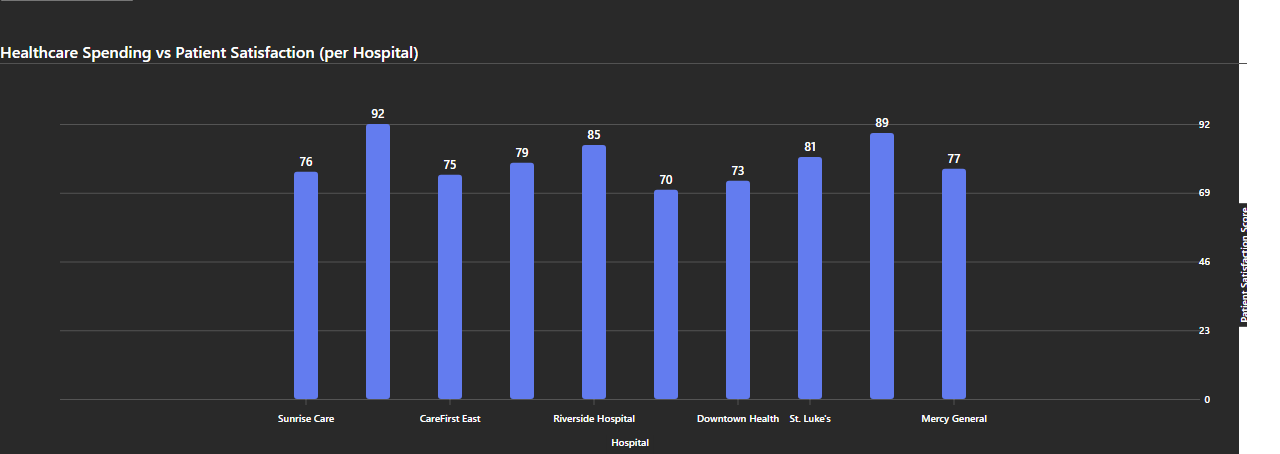 Healthcare Spending vs Patient Satisfaction (per Hospital)
92
89
85
81
79
76
75
77
73
70
92
69
46
23
0
Patient Satisfaction Score
Sunrise Care
CareFirst East
Riverside Hospital
Downtown Health
St. Luke's
Mercy General
Hospital